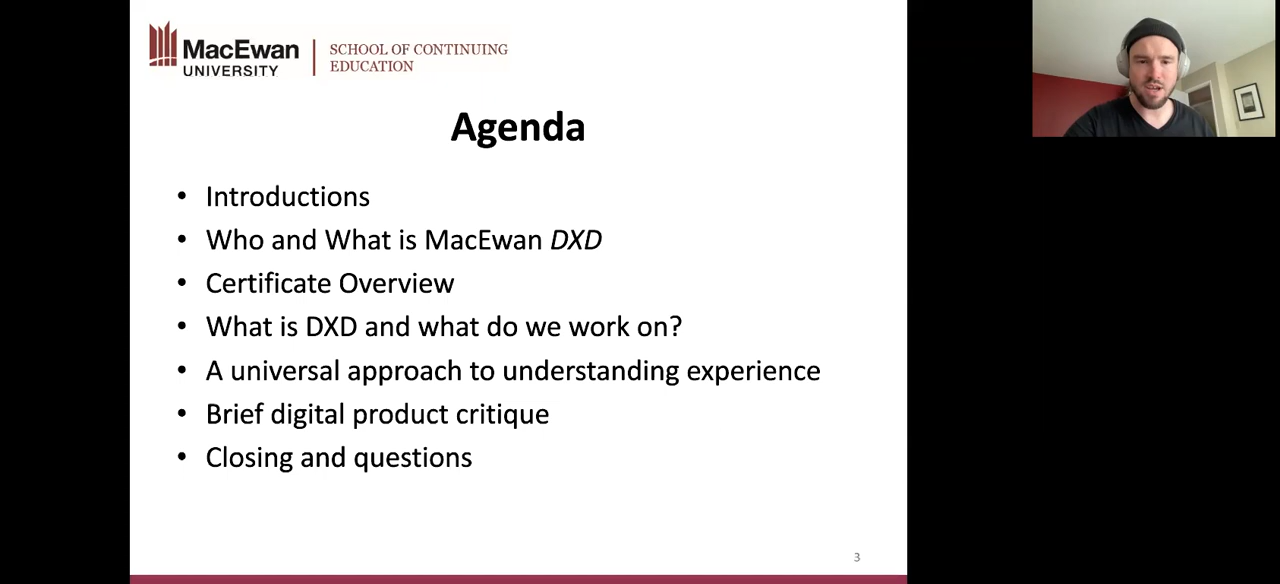 MacEwan
UNIVERSITY
SCHOOL OF CONTINUING
EDUCATION
Agenda
• Introductions
• Who and What is MacEwan DXD
• Certificate Overview
• What is DXD and what do we work on?
• A universal approach to understanding experience
• Brief digital product critique
• Closing and questions
3